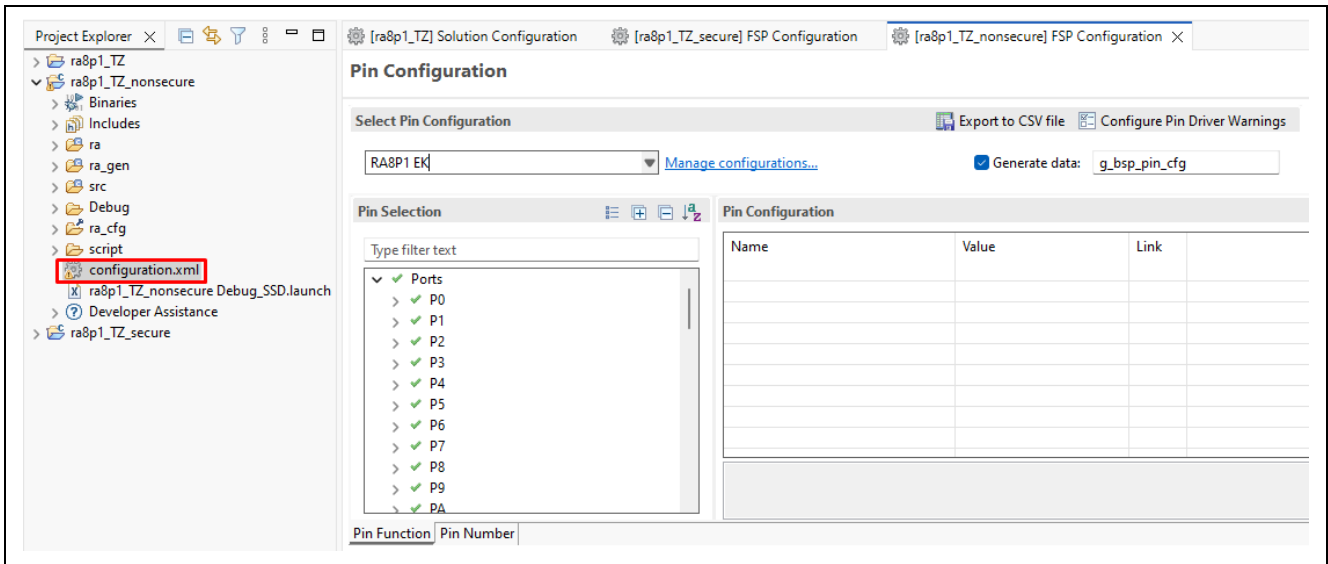 Project Explorer
[ra8p1_TZ] Solution Configuration
[ra8p1_TZ_secure] FSP Configuration
[ra8p1_TZ_nonsecure] FSP Configuration
ra8p1_TZ
ra8p1_TZ_nonsecure
Binaries
Includes
ra
ra_gen
src
Debug
ra_cfg
script
configuration.xml
ra8p1_TZ_nonsecure Debug_SSD.launch
Developer Assistance
ra8p1_TZ_secure
Pin Configuration
Select Pin Configuration
Export to CSV file
Configure Pin Driver Warnings
RA8P1 EK
Manage configurations...
Generate data:
g_bsp_pin_cfg
Pin Selection
Type filter text
Ports
P0
P1
P2
P3
P4
P5
P6
P7
P8
P9
PA
Pin Configuration
Name Value Link
Pin Function Pin Number